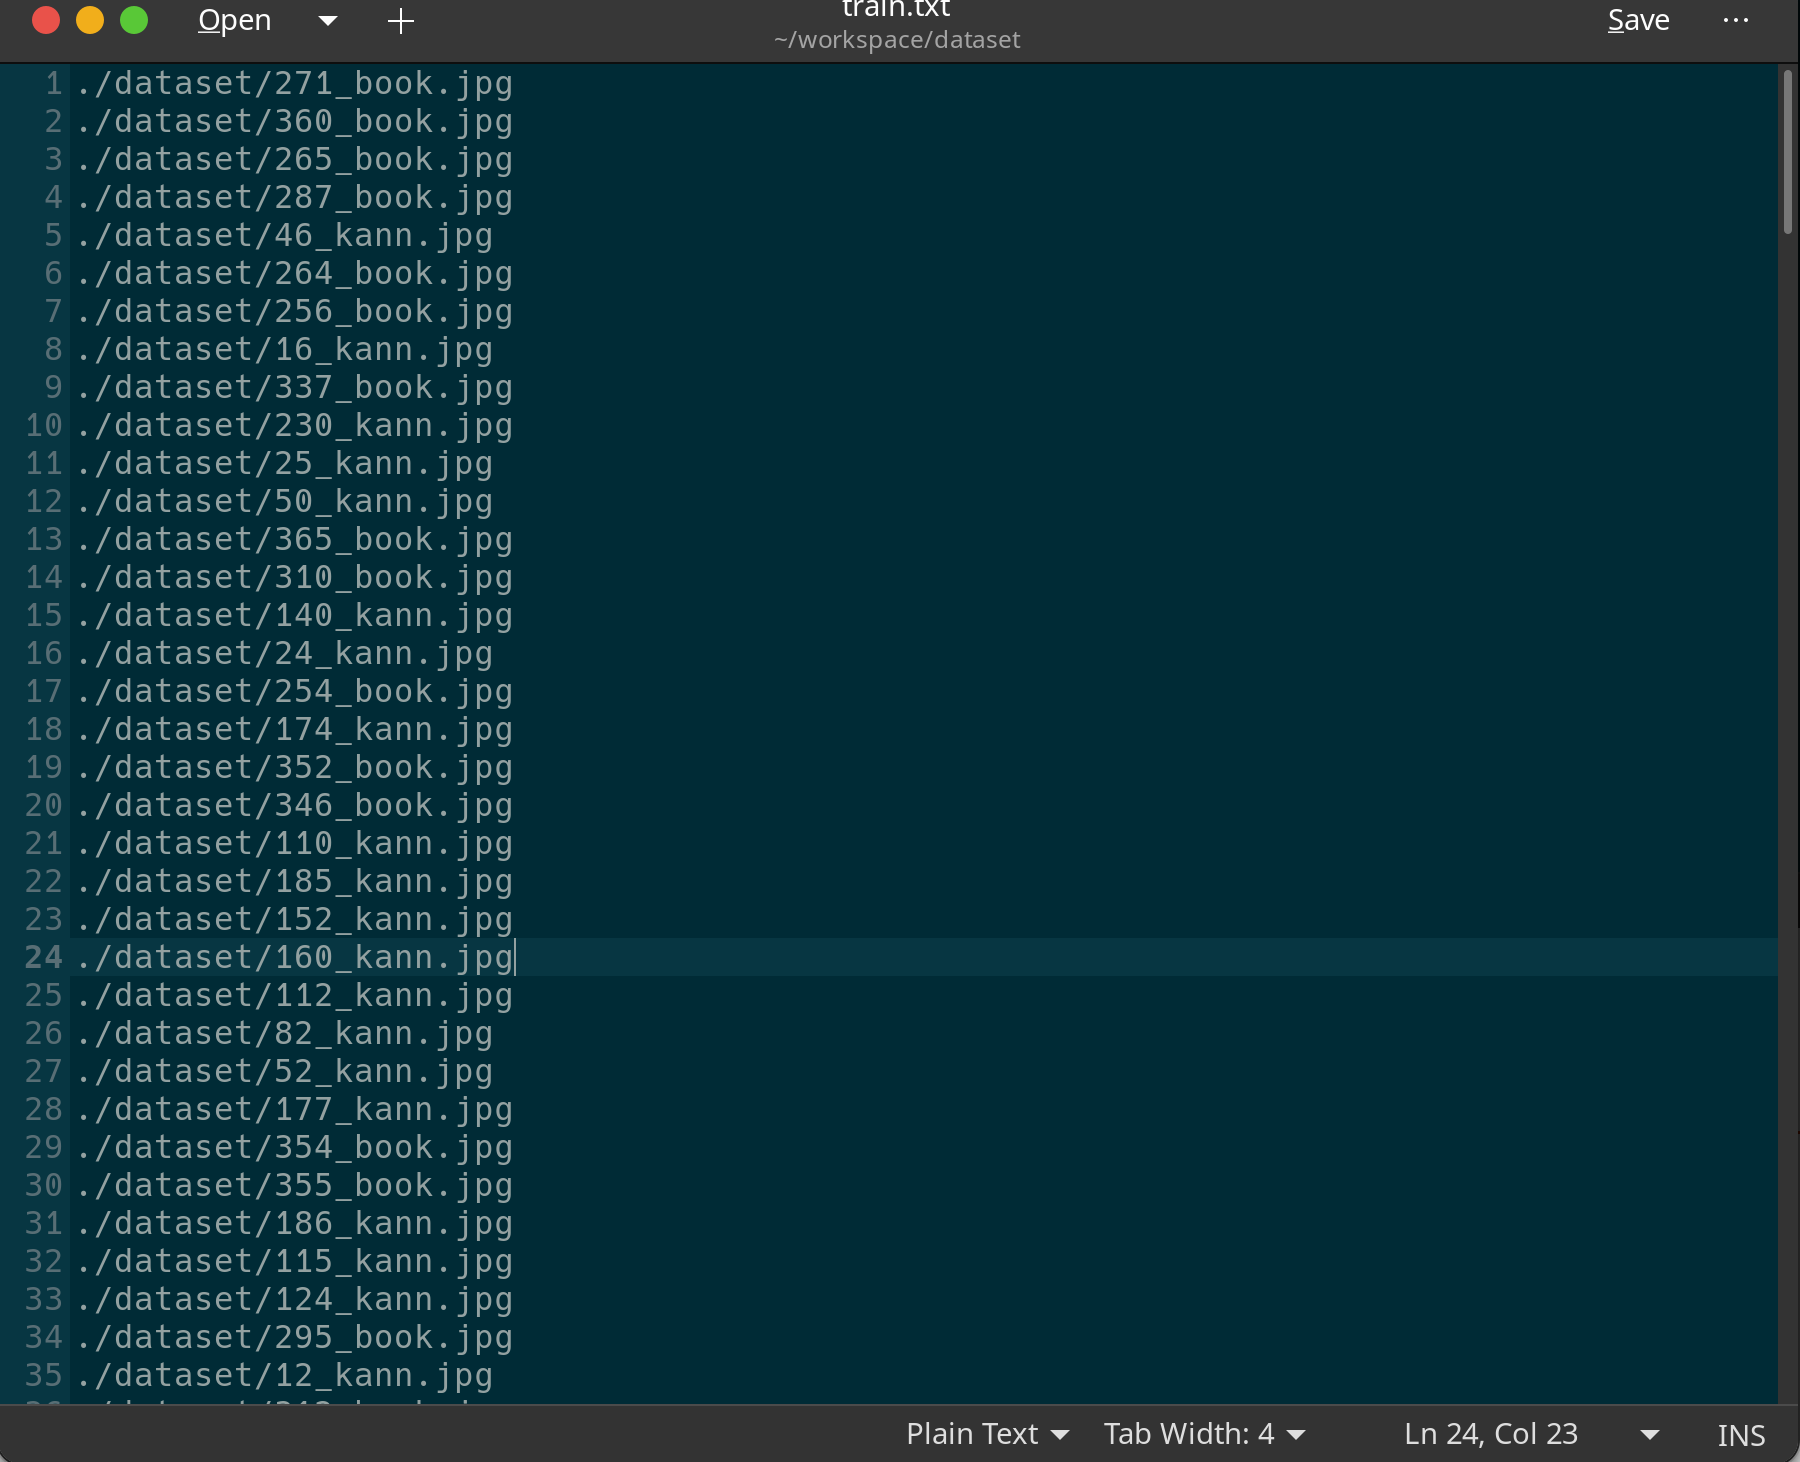 Open
train.txt
~/workspace/dataset
Save
1 ./dataset/271_book.jpg
2 ./dataset/360_book.jpg
3 ./dataset/265_book.jpg
4 ./dataset/287_book.jpg
5 ./dataset/46_kann.jpg
6 ./dataset/264_book.jpg
7 ./dataset/256_book.jpg
8 ./dataset/16_kann.jpg
9 ./dataset/337_book.jpg
10 ./dataset/230_kann.jpg
11 ./dataset/25_kann.jpg
12 ./dataset/50_kann.jpg
13 ./dataset/365_book.jpg
14 ./dataset/310_book.jpg
15 ./dataset/140_kann.jpg
16 ./dataset/24_kann.jpg
17 ./dataset/254_book.jpg
18 ./dataset/174_kann.jpg
19 ./dataset/352_book.jpg
20 ./dataset/346_book.jpg
21 ./dataset/110_kann.jpg
22 ./dataset/185_kann.jpg
23 ./dataset/152_kann.jpg
24 ./dataset/160_kann.jpg
25 ./dataset/112_kann.jpg
26 ./dataset/82_kann.jpg
27 ./dataset/52_kann.jpg
28 ./dataset/177_kann.jpg
29 ./dataset/354_book.jpg
30 ./dataset/355_book.jpg
31 ./dataset/186_kann.jpg
32 ./dataset/115_kann.jpg
33 ./dataset/124_kann.jpg
34 ./dataset/295_book.jpg
35 ./dataset/12_kann.jpg
Plain Text Tab Width: 4 Ln 24, Col 23 INS